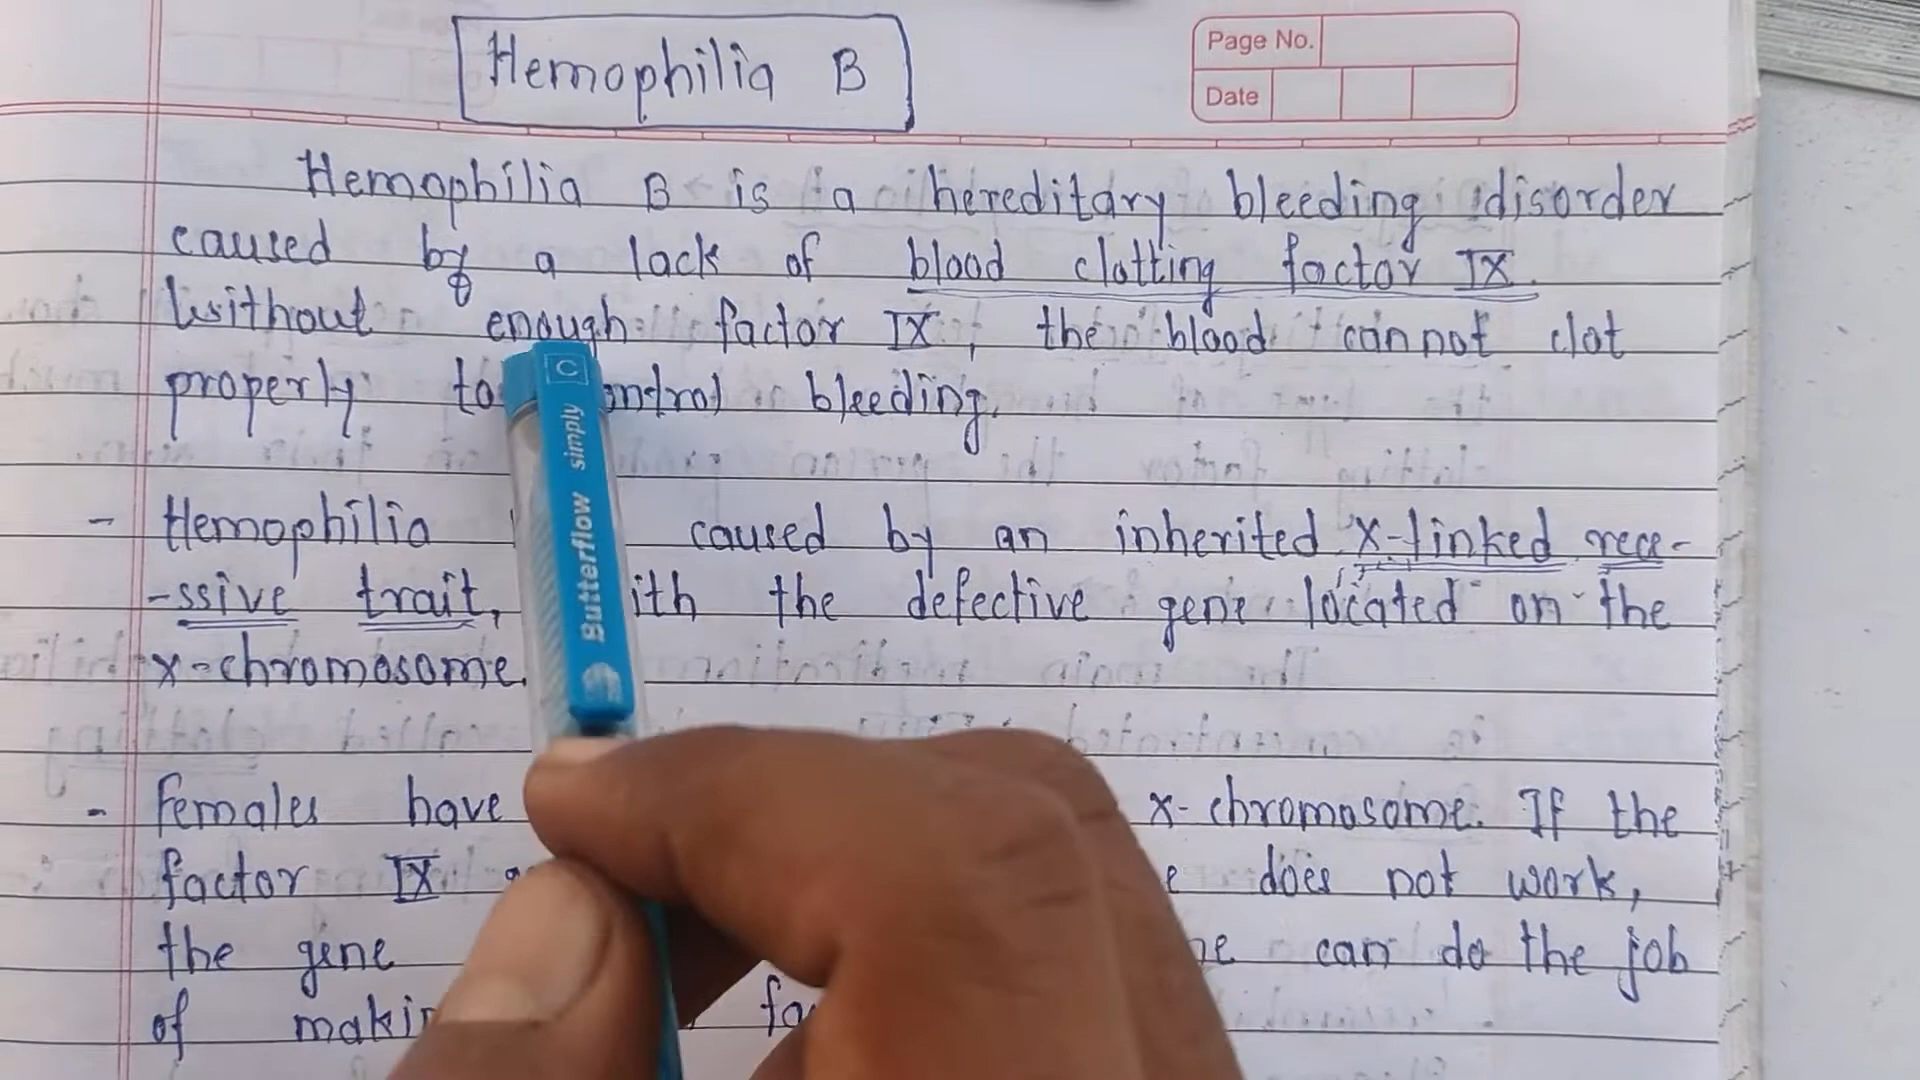 Hemophilia B
Page No.
Date
Hemophilia B is a hereditary bleeding disorder
caused by a lack of blood clotting factor IX.
Without enough factor IX, the blood cannot clot
properly to bleeding.
- Hemophilia caused by an inherited x-linked rece-
-ssive trait, the defective gene located on the
x-chromosome.
- Females have x-chromosome. If the
factor IX does not work,
the gene can do the job
of
C
Butterflow simply